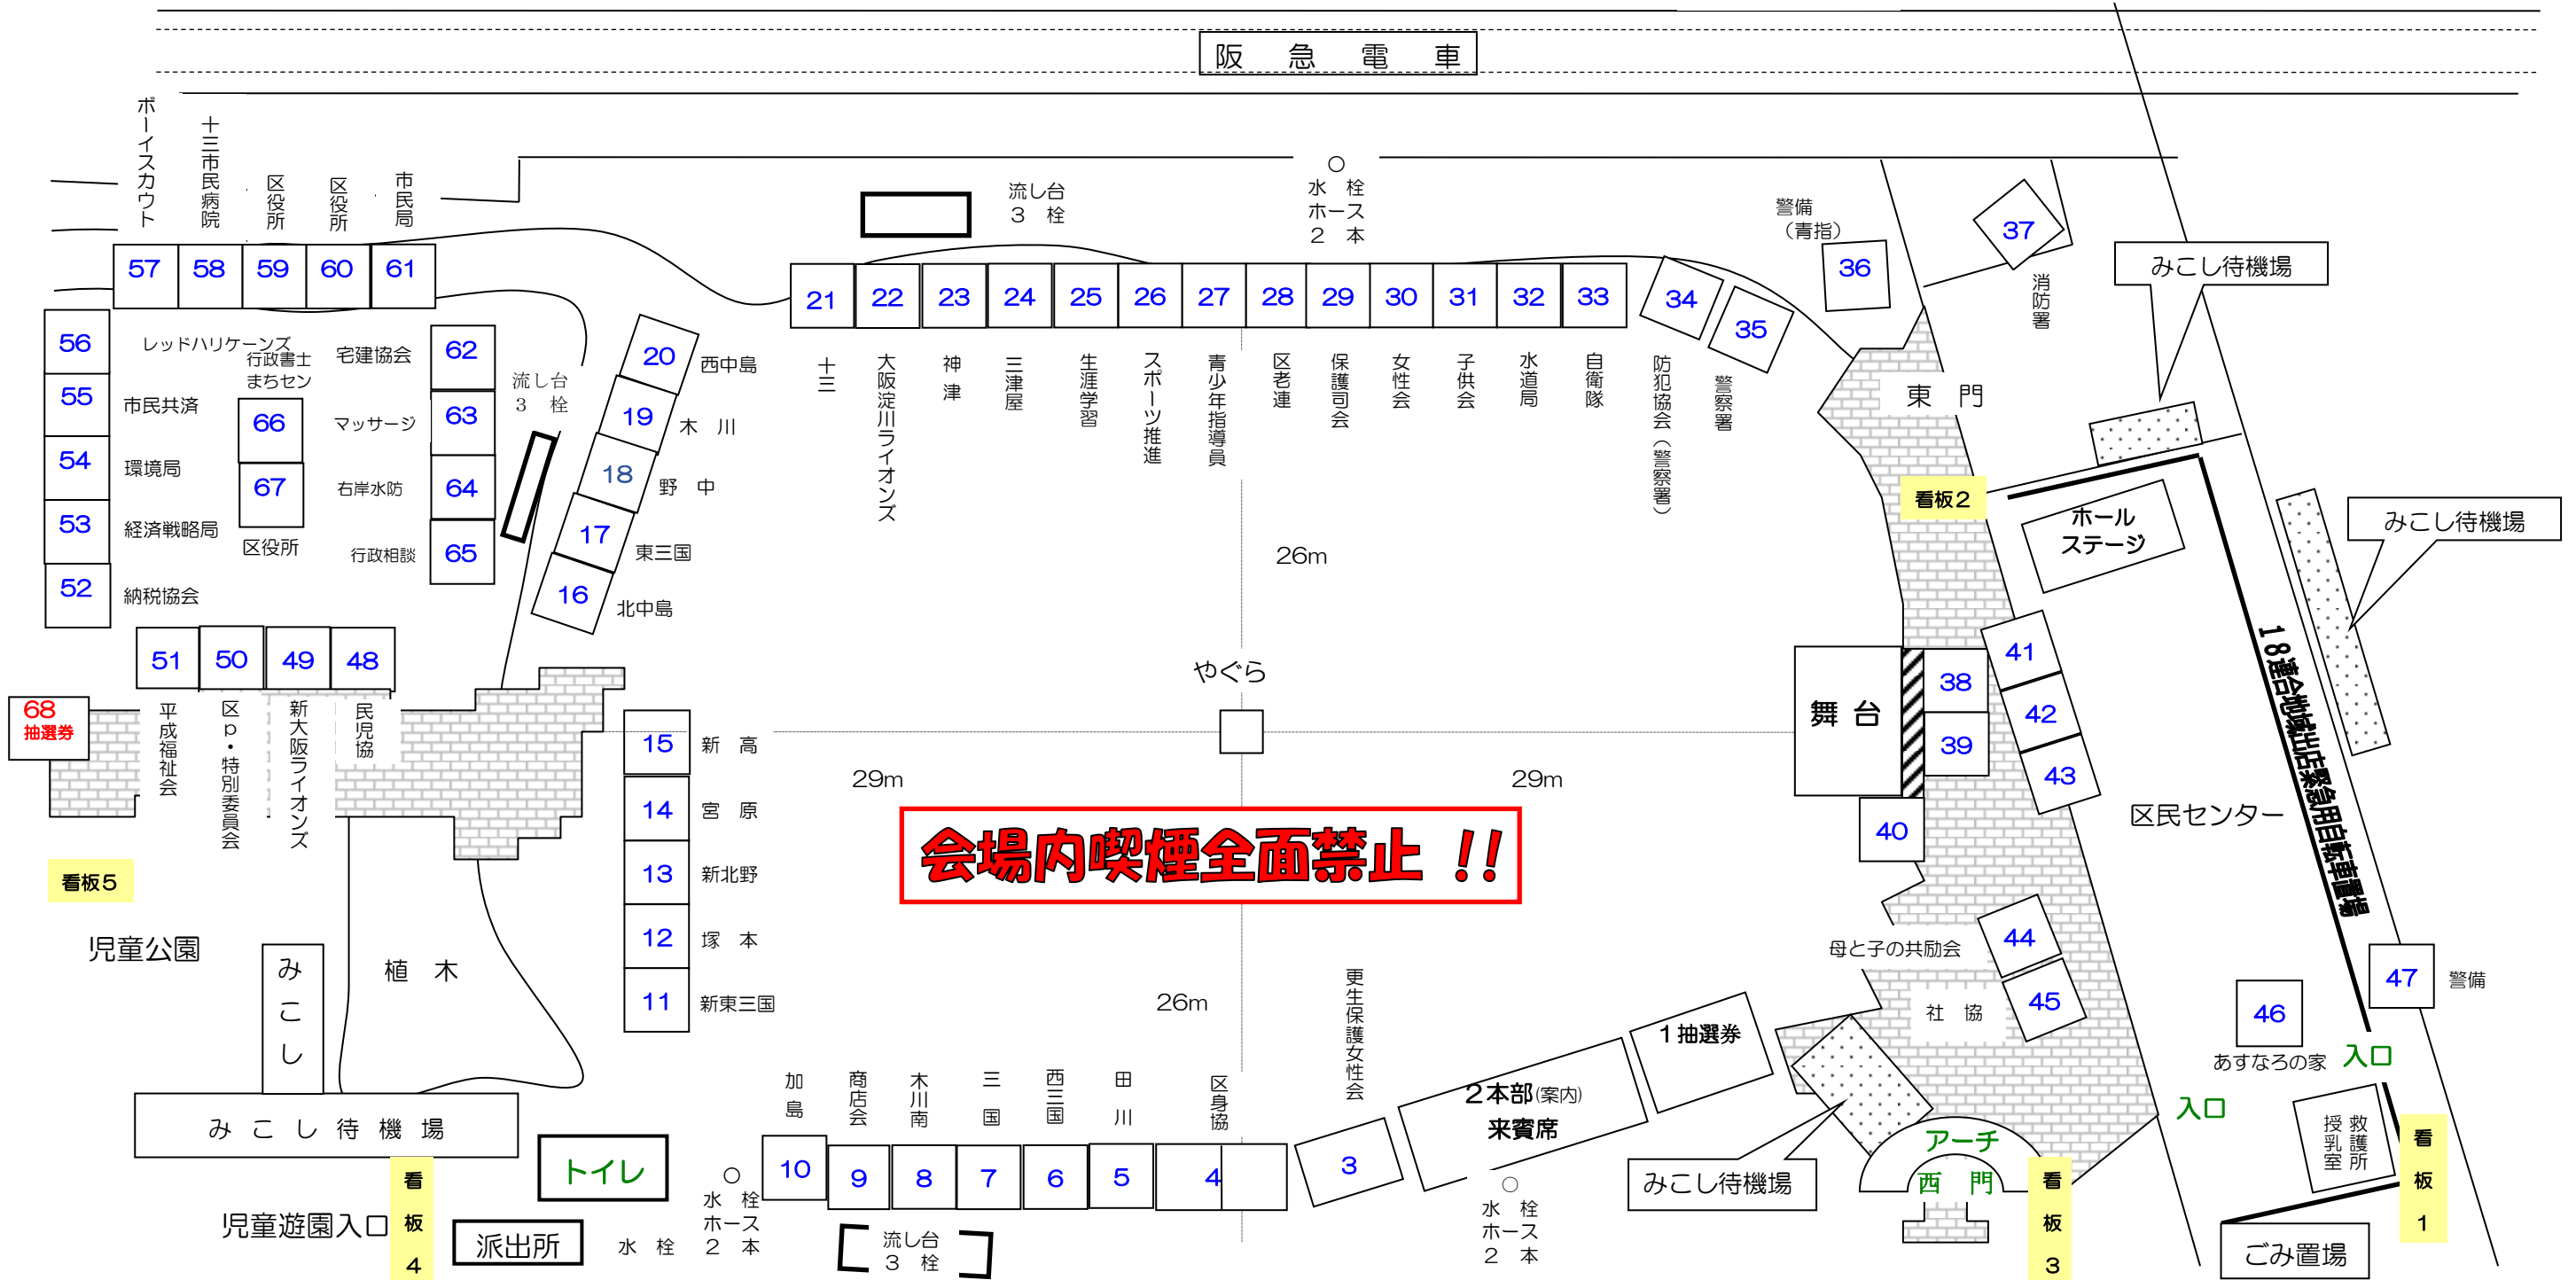 阪急電車
ボーイスカウト
十三市民病院
区役所
区役所
市民局
57
58
59
60
61
流し台
3 栓
水 栓
ホース
2 本
警備
（青指）
36
37
消防署
みこし待機場
21
22
23
24
25
26
27
28
29
30
31
32
33
34
35
十三
大阪淀川ライオンズ
神津
三津屋
生涯学習
スポーツ推進
青少年指導員
区老連
保護司会
女性会
子供会
水道局
自衛隊
防犯協会（警察署）
警察署
東 門
56
レッドハリケーンズ
55
市民共済
54
環境局
53
経済戦略局
52
納税協会
行政書士
まちセン
66
67
区役所
宅建協会
62
マッサージ
63
右岸水防
64
行政相談
65
流し台
3 栓
20
西中島
19
木 川
18
野 中
17
東三国
16
北中島
26m
看板2
ホール
ステージ
みこし待機場
18連合地域出店緊急用自転車置場
51
50
49
48
平成福祉会
区p・特別委員会
新大阪ライオンズ
民児協
68
抽選券
やぐら
舞 台
38
39
40
41
42
43
区民センター
15
新 高
14
宮 原
13
新北野
12
塚 本
11
新東三国
29m
29m
会場内喫煙全面禁止 !!
看板5
児童公園
みこし
植 木
みこし待機場
26m
母と子の共励会
44
45
社 協
46
あすなろの家
47
警備
入口
入口
加島
商店会
木川南
三国
西三国
田川
区身協
更生保護女性会
10
9
8
7
6
5
4
3
2本部(案内)
来賓席
1抽選券
みこし待機場
アーチ
西 門
看板3
授乳室
救護所
看板1
ごみ置場
トイレ
看板4
児童遊園入口
派出所
水 栓
水 栓
ホース
2 本
流し台
3 栓
水 栓
ホース
2 本